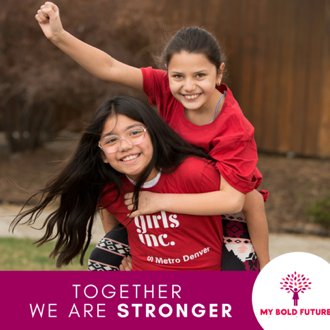 girls
inc.
of Metro Denver
TOGETHER
WE ARE STRONGER
MY BOLD FUTURE